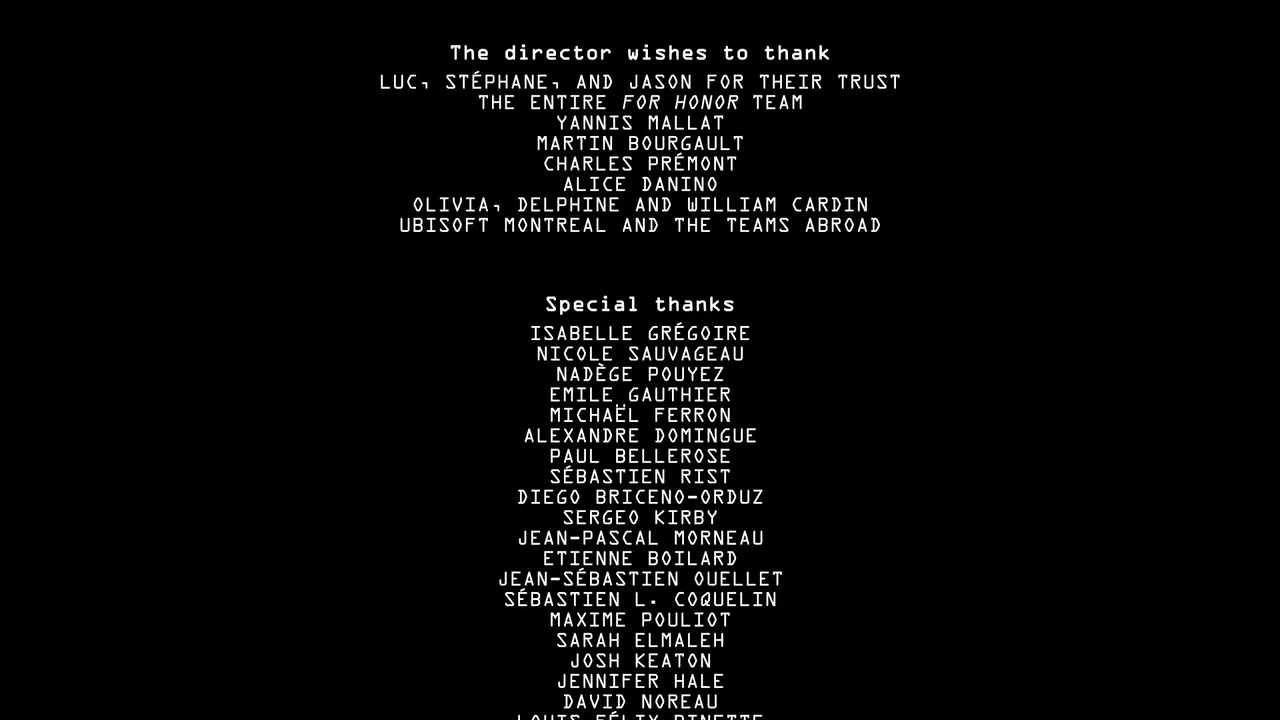 The director wishes to thank
LUC, STÉPHANE, AND JASON FOR THEIR TRUST
THE ENTIRE FOR HONOR TEAM
YANNIS MALLAT
MARTIN BOURGAULT
CHARLES PRÉMONT
ALICE DANINO
OLIVIA, DELPHINE AND WILLIAM CARDIN
UBISOFT MONTREAL AND THE TEAMS ABROAD
Special thanks
ISABELLE GRÉGOIRE
NICOLE SAUVAGEAU
NADÈGE POUYEZ
EMILE GAUTHIER
MICHAËL FERRON
ALEXANDRE DOMINGUE
PAUL BELLEROSE
SÉBASTIEN RIST
DIEGO BRICENO-ORDUZ
SERGEO KIRBY
JEAN-PASCAL MORNEAU
ETIENNE BOILARD
JEAN-SÉBASTIEN OUELLET
SÉBASTIEN L. COQUELIN
MAXIME POULIOT
SARAH ELMALEH
JOSH KEATON
JENNIFER HALE
DAVID NOREAU
LOUIS FÉLIX